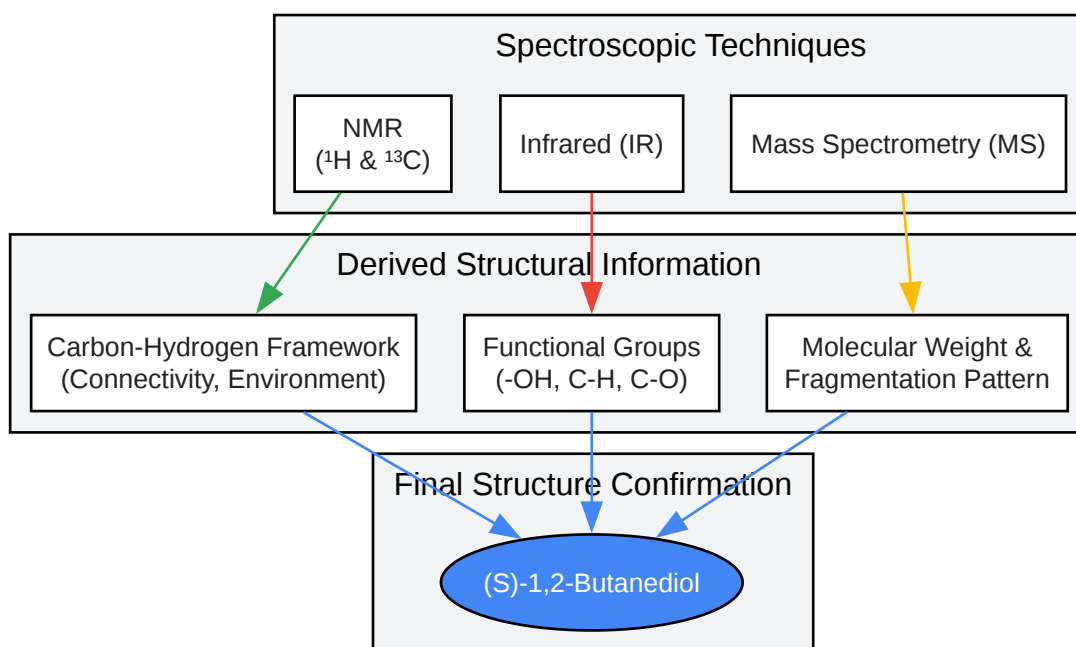 Spectroscopic Techniques
NMR
(¹H & ¹³C)
Infrared (IR)
Mass Spectrometry (MS)
Derived Structural Information
Carbon-Hydrogen Framework
(Connectivity, Environment)
Functional Groups
(-OH, C-H, C-O)
Molecular Weight &
Fragmentation Pattern
Final Structure Confirmation
(S)-1,2-Butanediol